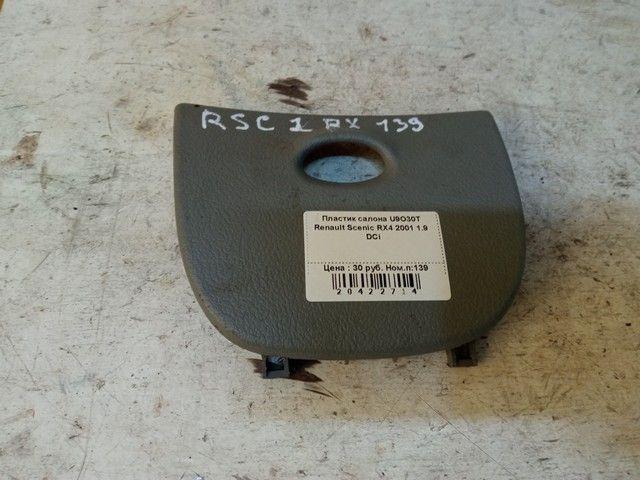 RSC 1 RX 139
Пластик салона U9O30T
Renault Scenic RX4 2001 1.9
DCi
Цена : 30 руб. Ном.п:139
20422714